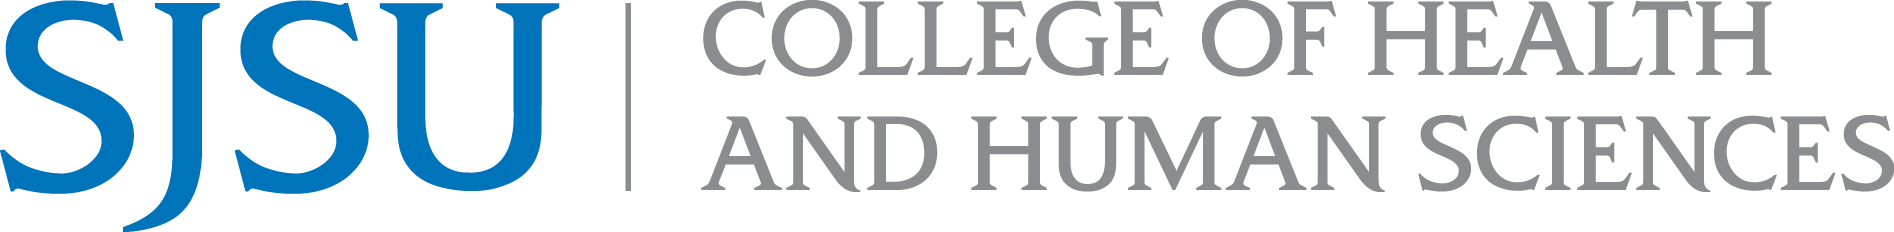 SJSU
COLLEGE OF HEALTH
AND HUMAN SCIENCES